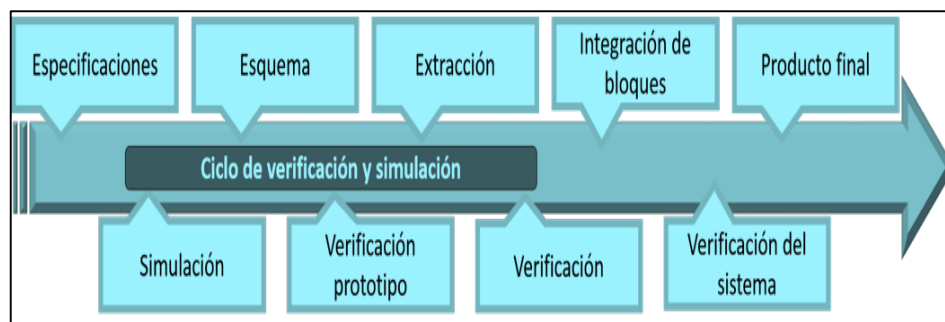 Especificaciones
Esquema
Extracción
Integración de
bloques
Producto final
Ciclo de verificación y simulación
Simulación
Verificación
prototipo
Verificación
Verificación del
sistema